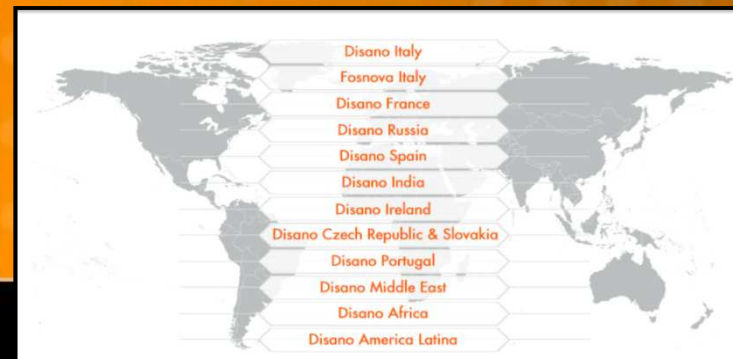 Disano Italy
Fosnova Italy
Disano France
Disano Russia
Disano Spain
Disano India
Disano Ireland
Disano Czech Republic & Slovakia
Disano Portugal
Disano Middle East
Disano Africa
Disano America Latina